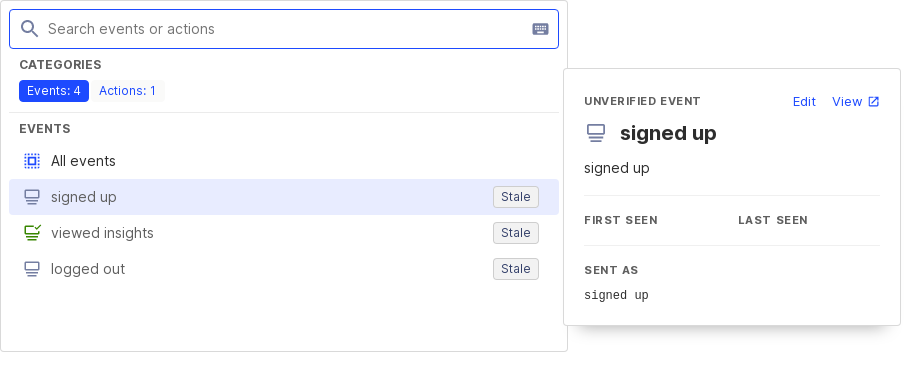 Search events or actions
CATEGORIES
Events: 4 Actions: 1
EVENTS
All events
signed up Stale
viewed insights Stale
logged out Stale
UNVERIFIED EVENT Edit View
signed up
signed up
FIRST SEEN LAST SEEN
SENT AS
signed up